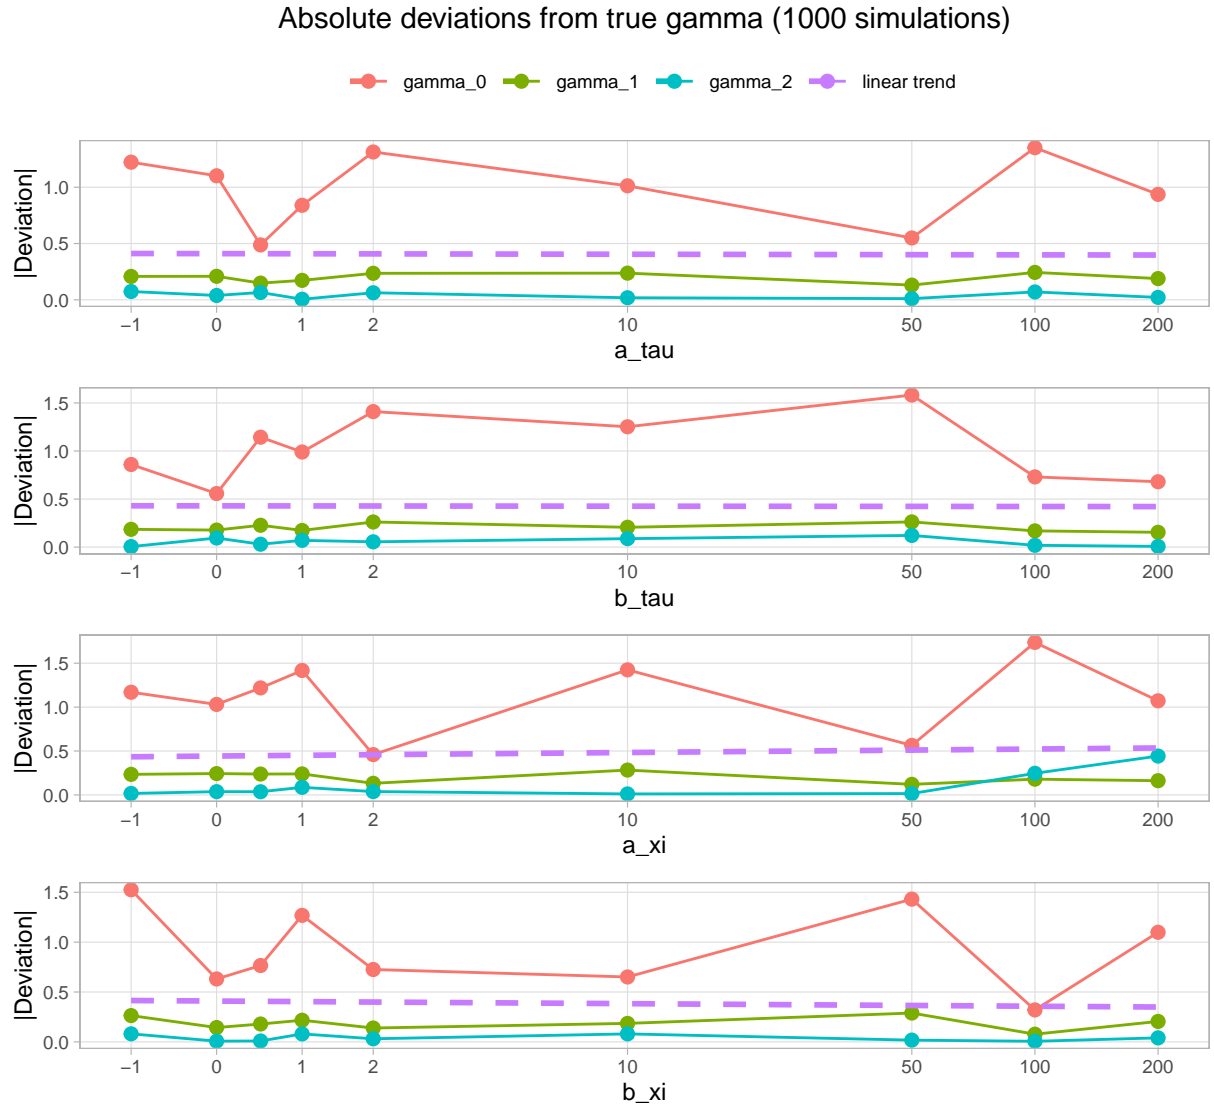 Absolute deviations from true gamma (1000 simulations)
gamma_0 gamma_1 gamma_2 linear trend
|Deviation|
1.0
0.5
0.0
−1 0 1 2 10 50 100 200
a_tau
|Deviation|
1.5
1.0
0.5
0.0
−1 0 1 2 10 50 100 200
b_tau
|Deviation|
1.5
1.0
0.5
0.0
−1 0 1 2 10 50 100 200
a_xi
|Deviation|
1.5
1.0
0.5
0.0
−1 0 1 2 10 50 100 200
b_xi